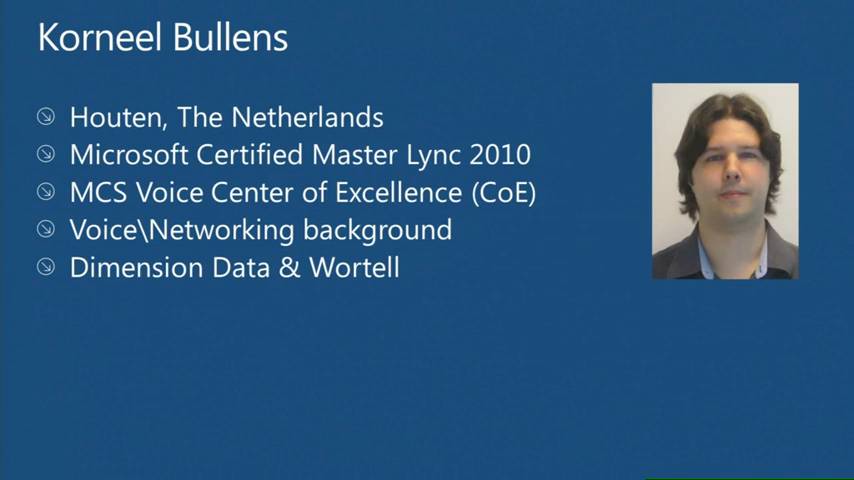 Korneel Bullens
Houten, The Netherlands
Microsoft Certified Master Lync 2010
MCS Voice Center of Excellence (CoE)
Voice\Networking background
Dimension Data & Wortell